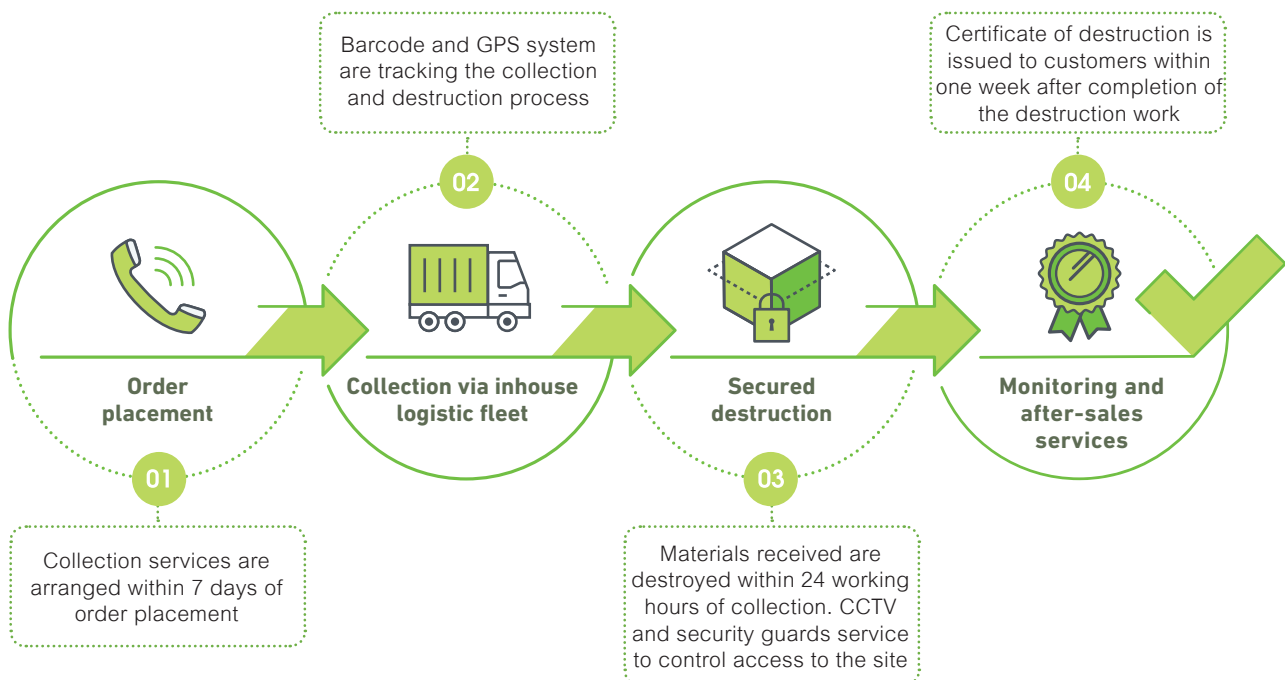 01
Order
placement
Collection services are
arranged within 7 days of
order placement
02
Barcode and GPS system
are tracking the collection
and destruction process
Collection via inhouse
logistic fleet
03
Secured
destruction
Materials received are
destroyed within 24 working
hours of collection. CCTV
and security guards service
to control access to the site
04
Certificate of destruction is
issued to customers within
one week after completion of
the destruction work
Monitoring and
after-sales
services